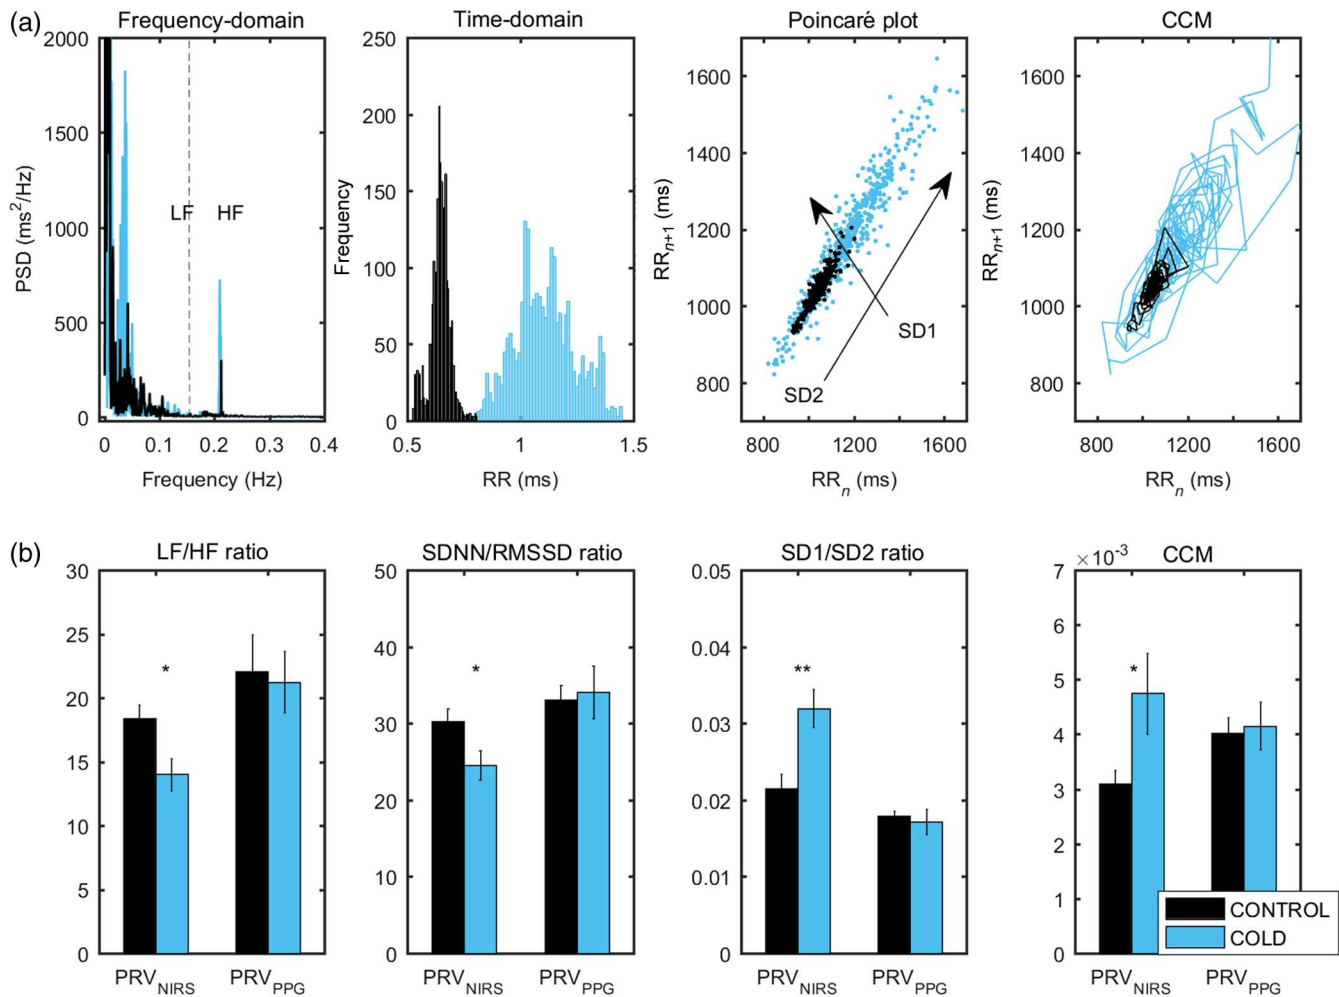 (a)
Frequency-domain
PSD (ms²/Hz)
2000
1500
1000
500
0
LF
HF
0
0.1
0.2
0.3
0.4
Frequency (Hz)
Time-domain
Frequency
250
200
150
100
50
0
0.5
1
1.5
RR (ms)
Poincaré plot
RRn+1 (ms)
1600
1400
1200
1000
800
SD1
SD2
800
1200
1600
RRn (ms)
CCM
RRn+1 (ms)
1600
1400
1200
1000
800
800
1200
1600
RRn (ms)
(b)
LF/HF ratio
30
25
20
15
10
5
0
*
PRVNIRS
PRVPPG
SDNN/RMSSD ratio
50
40
30
20
10
0
*
PRVNIRS
PRVPPG
SD1/SD2 ratio
0.05
0.04
0.03
0.02
0.01
0
**
PRVNIRS
PRVPPG
CCM
×10⁻³
7
6
5
4
3
2
1
0
*
PRVNIRS
PRVPPG
CONTROL
COLD